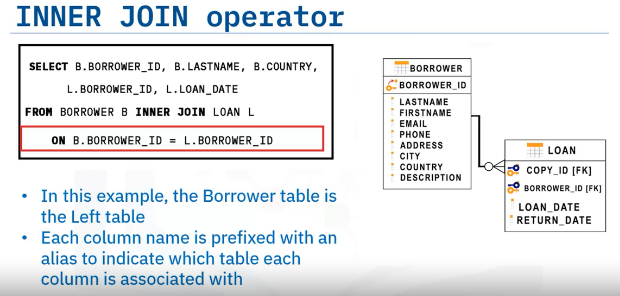 INNER JOIN operator
SELECT B.BORROWER_ID, B.LASTNAME, B.COUNTRY,
L.BORROWER_ID, L.LOAN_DATE
FROM BORROWER B INNER JOIN LOAN L
ON B.BORROWER_ID = L.BORROWER_ID
• In this example, the Borrower table is
the Left table
• Each column name is prefixed with an
alias to indicate which table each
column is associated with
BORROWER
BORROWER_ID
LASTNAME
FIRSTNAME
EMAIL
PHONE
ADDRESS
CITY
COUNTRY
DESCRIPTION
LOAN
COPY_ID [FK]
BORROWER_ID [FK]
LOAN_DATE
RETURN_DATE